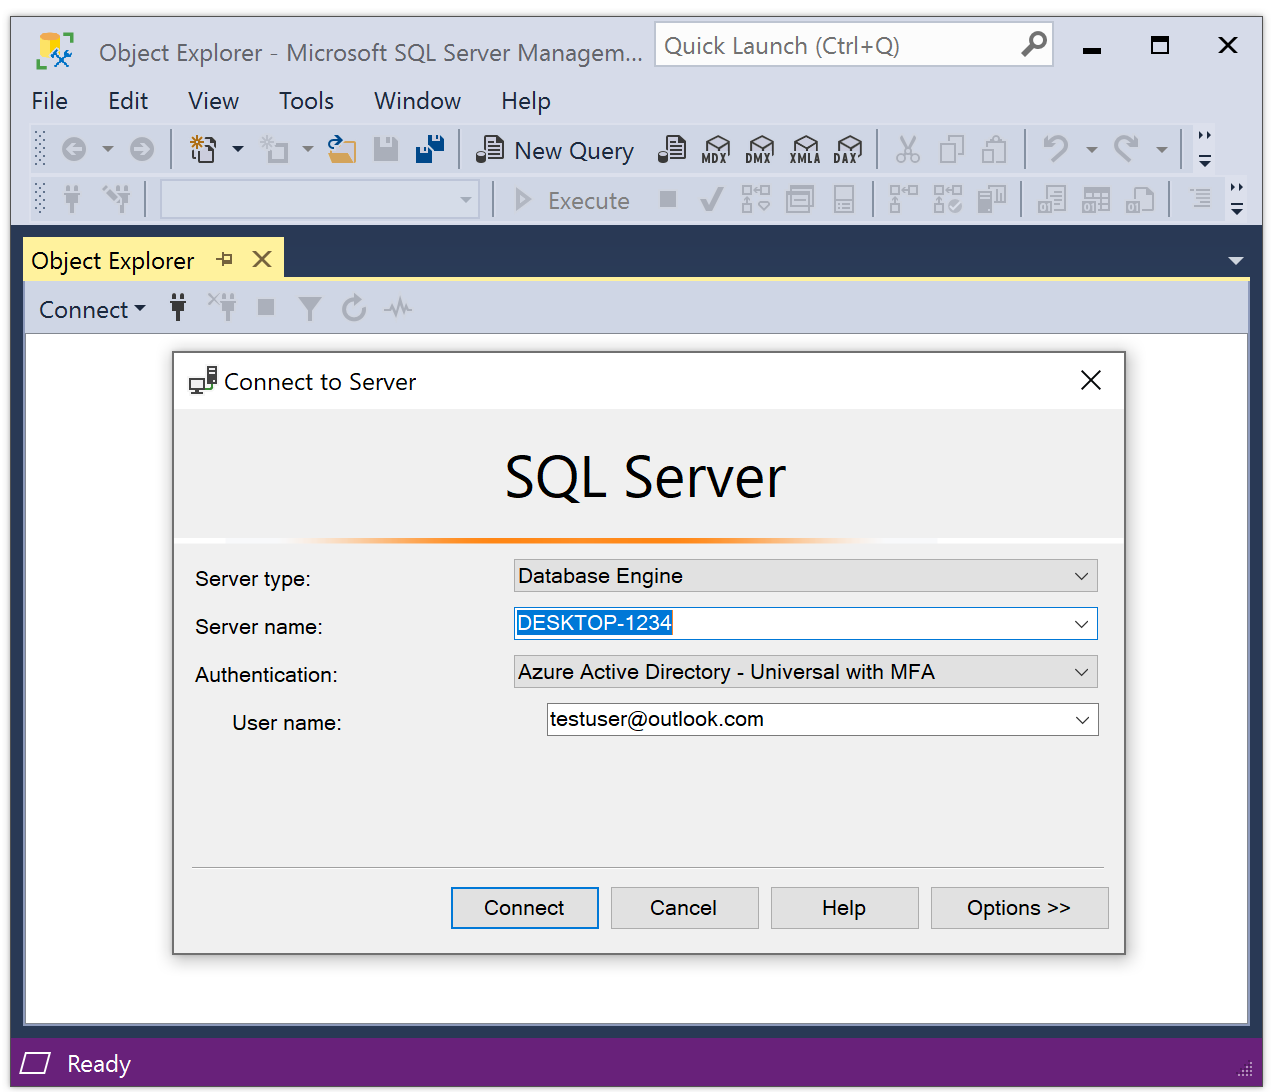 Object Explorer - Microsoft SQL Server Managem... Quick Launch (Ctrl+Q)
File Edit View Tools Window Help
New Query MDX DMX XMLA DAX
Execute
Object Explorer
Connect
Connect to Server
SQL Server
Server type: Database Engine
Server name: DESKTOP-1234
Authentication: Azure Active Directory - Universal with MFA
User name: testuser@outlook.com
Connect Cancel Help Options >>
Ready